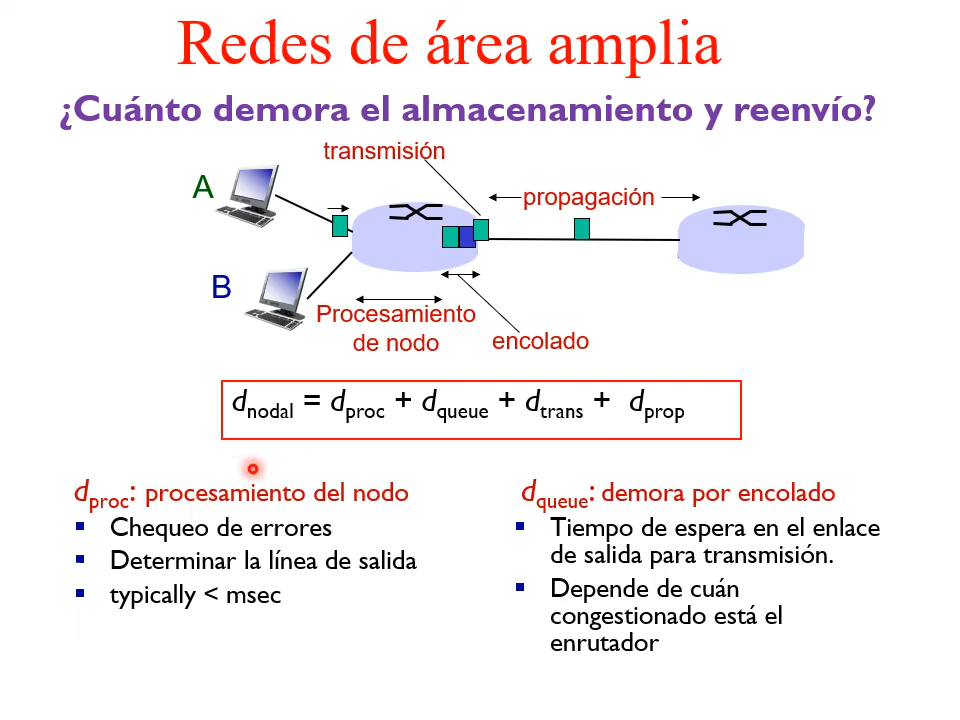 Redes de área amplia
¿Cuánto demora el almacenamiento y reenvío?
transmisión
A
propagación
B
Procesamiento
de nodo
encolado
dnodal = dproc + dqueue + dtrans + dprop
dproc: procesamiento del nodo
Chequeo de errores
Determinar la línea de salida
typically < msec
dqueue: demora por encolado
Tiempo de espera en el enlace
de salida para transmisión.
Depende de cuán
congestionado está el
enrutador